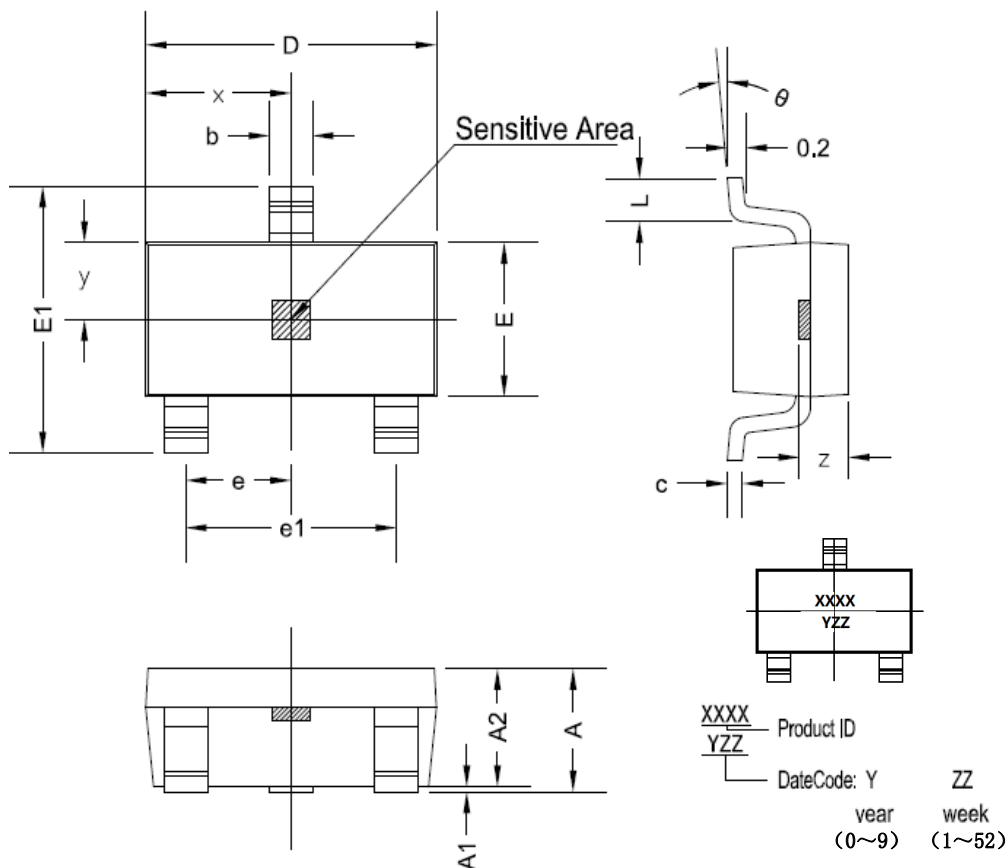 D
x
b
Sensitive Area
θ
0.2
L
y
E1
E
e
e1
c
z
XXXX
YZZ
A2
A
A1
XXXX
Product ID
YZZ
DateCode: Y ZZ
year week
(0~9) (1~52)